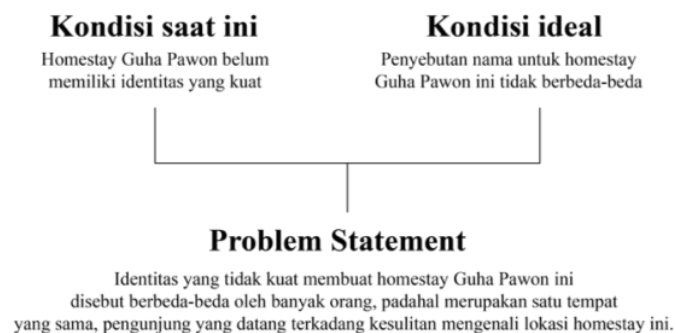 Kondisi saat ini
Homestay Guha Pawon belum
memiliki identitas yang kuat
Kondisi ideal
Penyebutan nama untuk homestay
Guha Pawon ini tidak berbeda-beda
Problem Statement
Identitas yang tidak kuat membuat homestay Guha Pawon ini
disebut berbeda-beda oleh banyak orang, padahal merupakan satu tempat
yang sama, pengunjung yang datang terkadang kesulitan mengenali lokasi homestay ini.